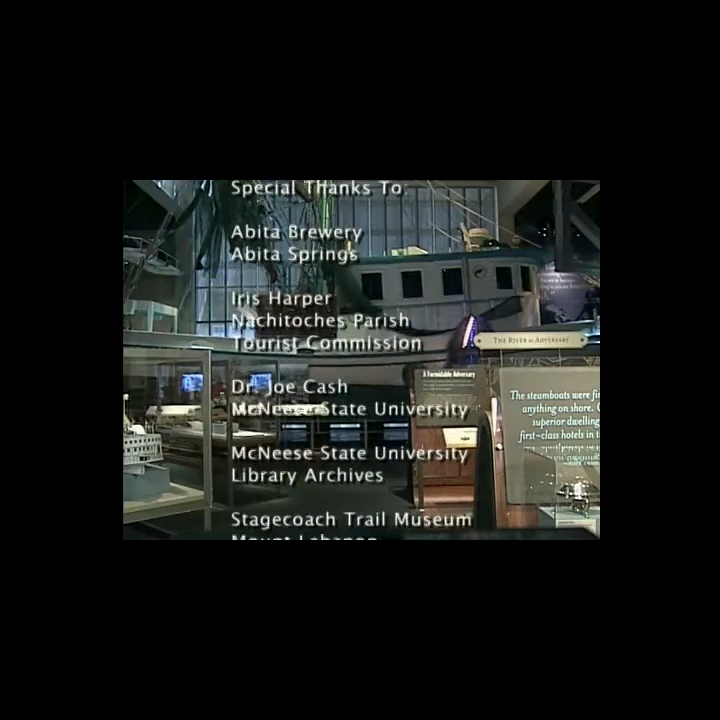 Special Thanks To:
Abita Brewery
Abita Springs
Iris Harper
Nachitoches Parish
Tourist Commission
Dr. Joe Cash
McNeese State University
McNeese State University
Library Archives
Stagecoach Trail Museum
Mount Lebanon
THE RIVER AS ADVERSARY
A Formidable Adversary
The steamboats were
anything on shore.
superior dwelling
first-class hotels in